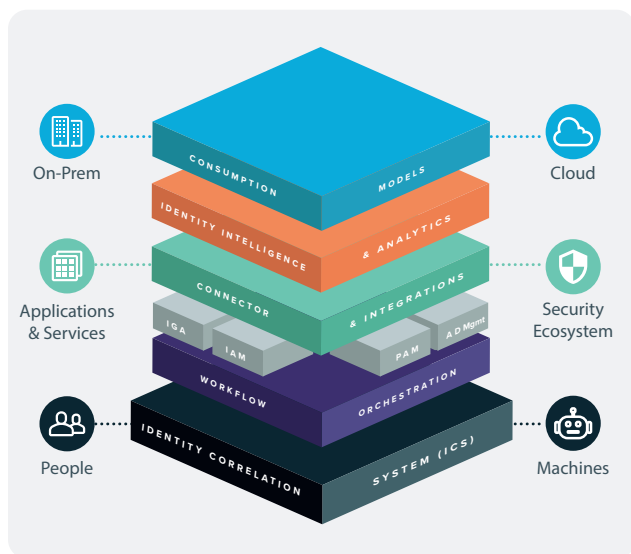 CONSUMPTION MODELS
On-Prem
Cloud
IDENTITY INTELLIGENCE & ANALYTICS
CONNECTOR & INTEGRATIONS
Applications
& Services
Security
Ecosystem
IGA
IAM
PAM
AD Mgmt
WORKFLOW ORCHESTRATION
IDENTITY CORRELATION SYSTEM (ICS)
People
Machines